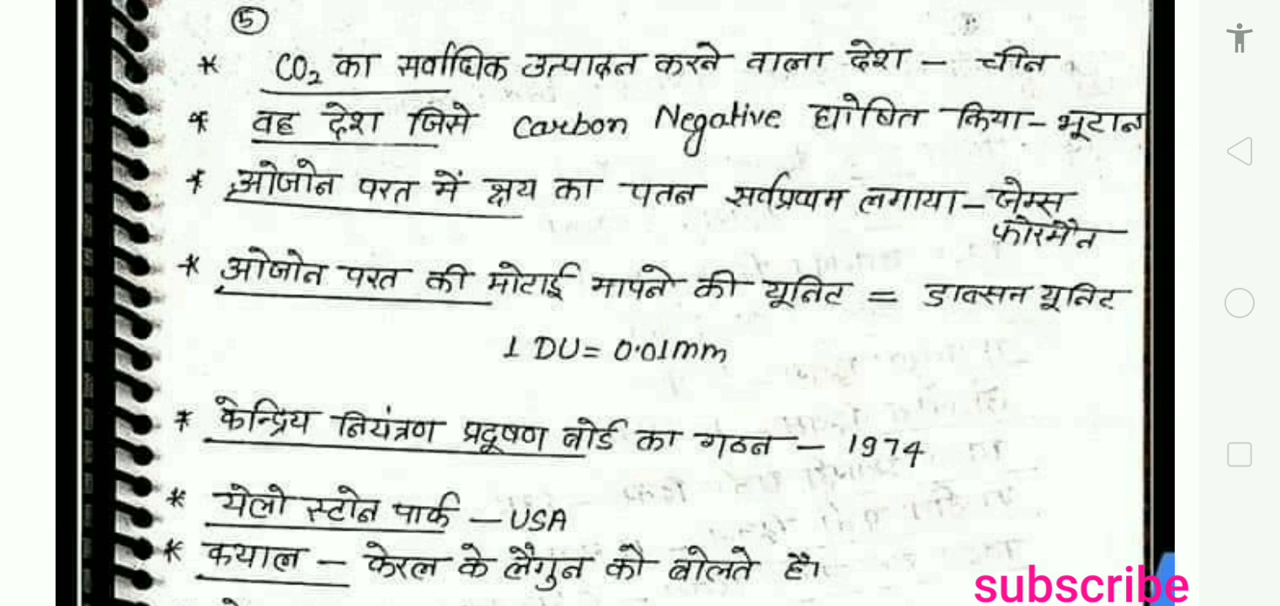 5
* CO₂ का सर्वाधिक उत्पादन करने वाला देश - चीन
* वह देश जिसे Carbon Negative घोषित किया - भूटान
* ओजोन परत में क्षय का पतन सर्वप्रथम लगाया - जेम्स
फोरमैन
* ओजोन परत की मोटाई मापने की यूनिट = डाक्सन यूनिट
1 DU = 0.01mm
* केन्द्रिय नियंत्रण प्रदूषण बोर्ड का गठन - 1974
* येलो स्टोन पार्क - USA
* कयाल - केरल के लैगुन को बोलते है।
subscribe